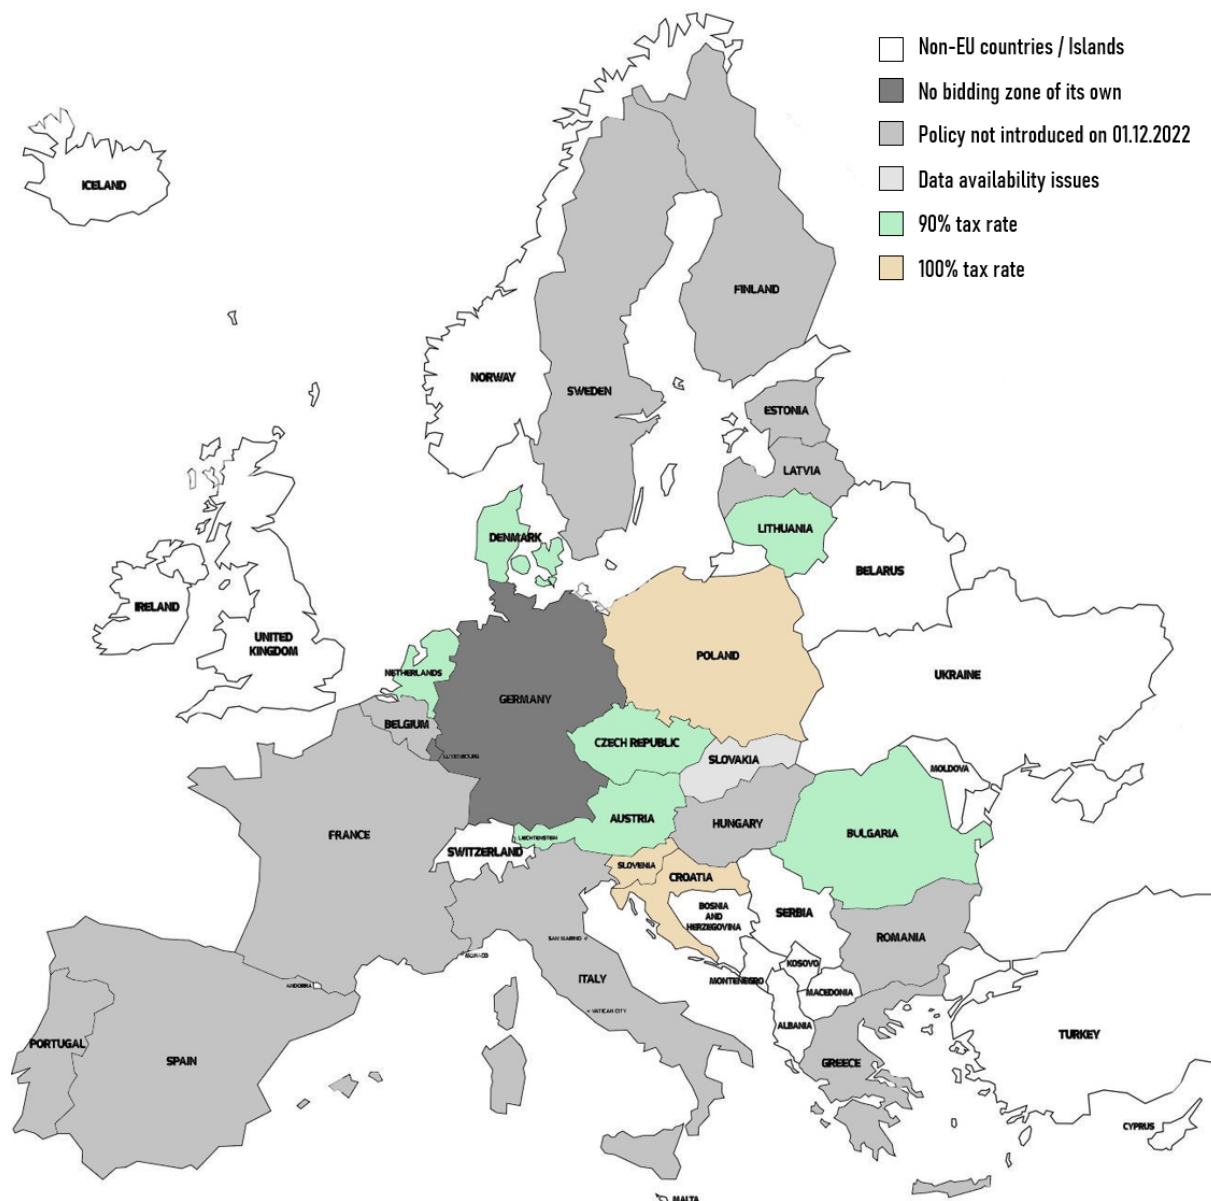 Non-EU countries / Islands
No bidding zone of its own
Policy not introduced on 01.12.2022
Data availability issues
90% tax rate
100% tax rate
ICELAND
FINLAND
NORWAY
SWEDEN
ESTONIA
LATVIA
LITHUANIA
DENMARK
BELARUS
IRELAND
UNITED
KINGDOM
POLAND
NETHERLANDS
UKRAINE
GERMANY
BELGIUM
CZECH REPUBLIC
LUXEMBOURG
SLOVAKIA
MOLDOVA
AUSTRIA
HUNGARY
FRANCE
BULGARIA
LIECHTENSTEIN
SWITZERLAND
SLOVENIA
CROATIA
BOSNIA
AND
HERZEGOVINA
SERBIA
SAN MARINO
ROMANIA
MONACO
KOSOVO
ITALY
MONTENEGRO
ANDORRA
MACEDONIA
VATICAN CITY
ALBANIA
PORTUGAL
SPAIN
GREECE
TURKEY
CYPRUS
MALTA